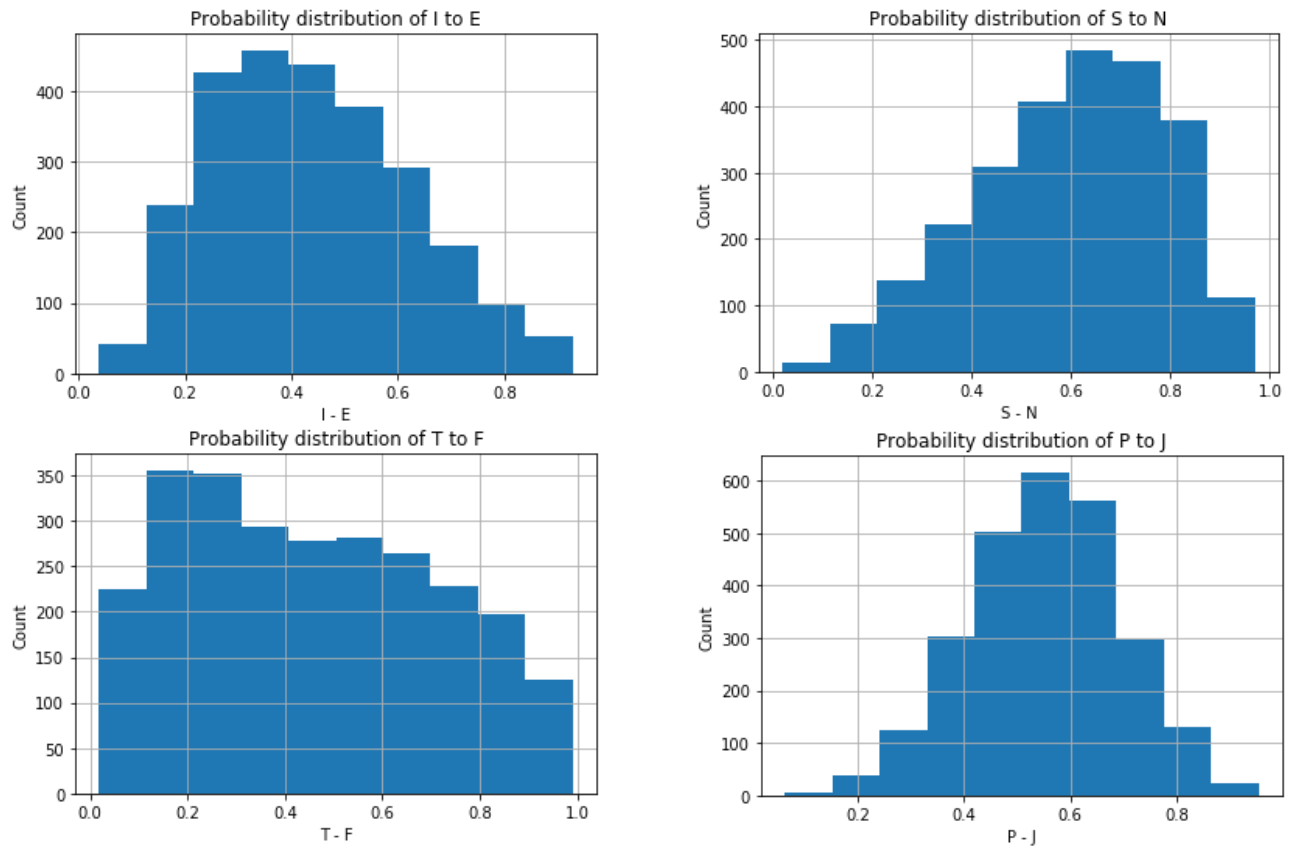 Probability distribution of I to E
Count
400
300
200
100
0
0.0 0.2 0.4 0.6 0.8
I - E
Probability distribution of S to N
Count
500
400
300
200
100
0
0.0 0.2 0.4 0.6 0.8 1.0
S - N
Probability distribution of T to F
Count
350
300
250
200
150
100
50
0
0.0 0.2 0.4 0.6 0.8 1.0
T - F
Probability distribution of P to J
Count
600
500
400
300
200
100
0
0.2 0.4 0.6 0.8
P - J